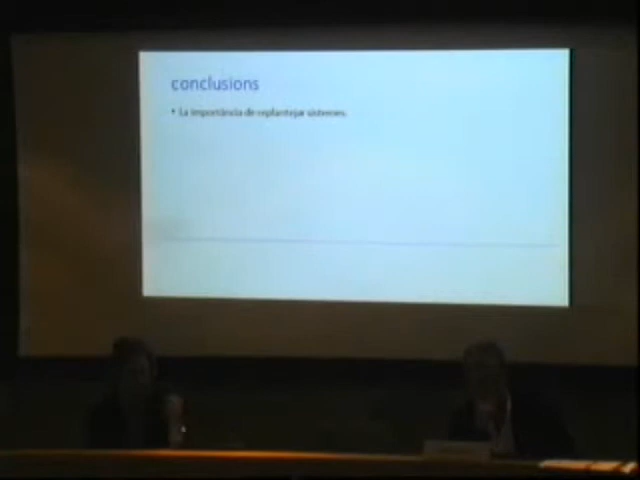 conclusions
• La importància de replantejar sistemes.